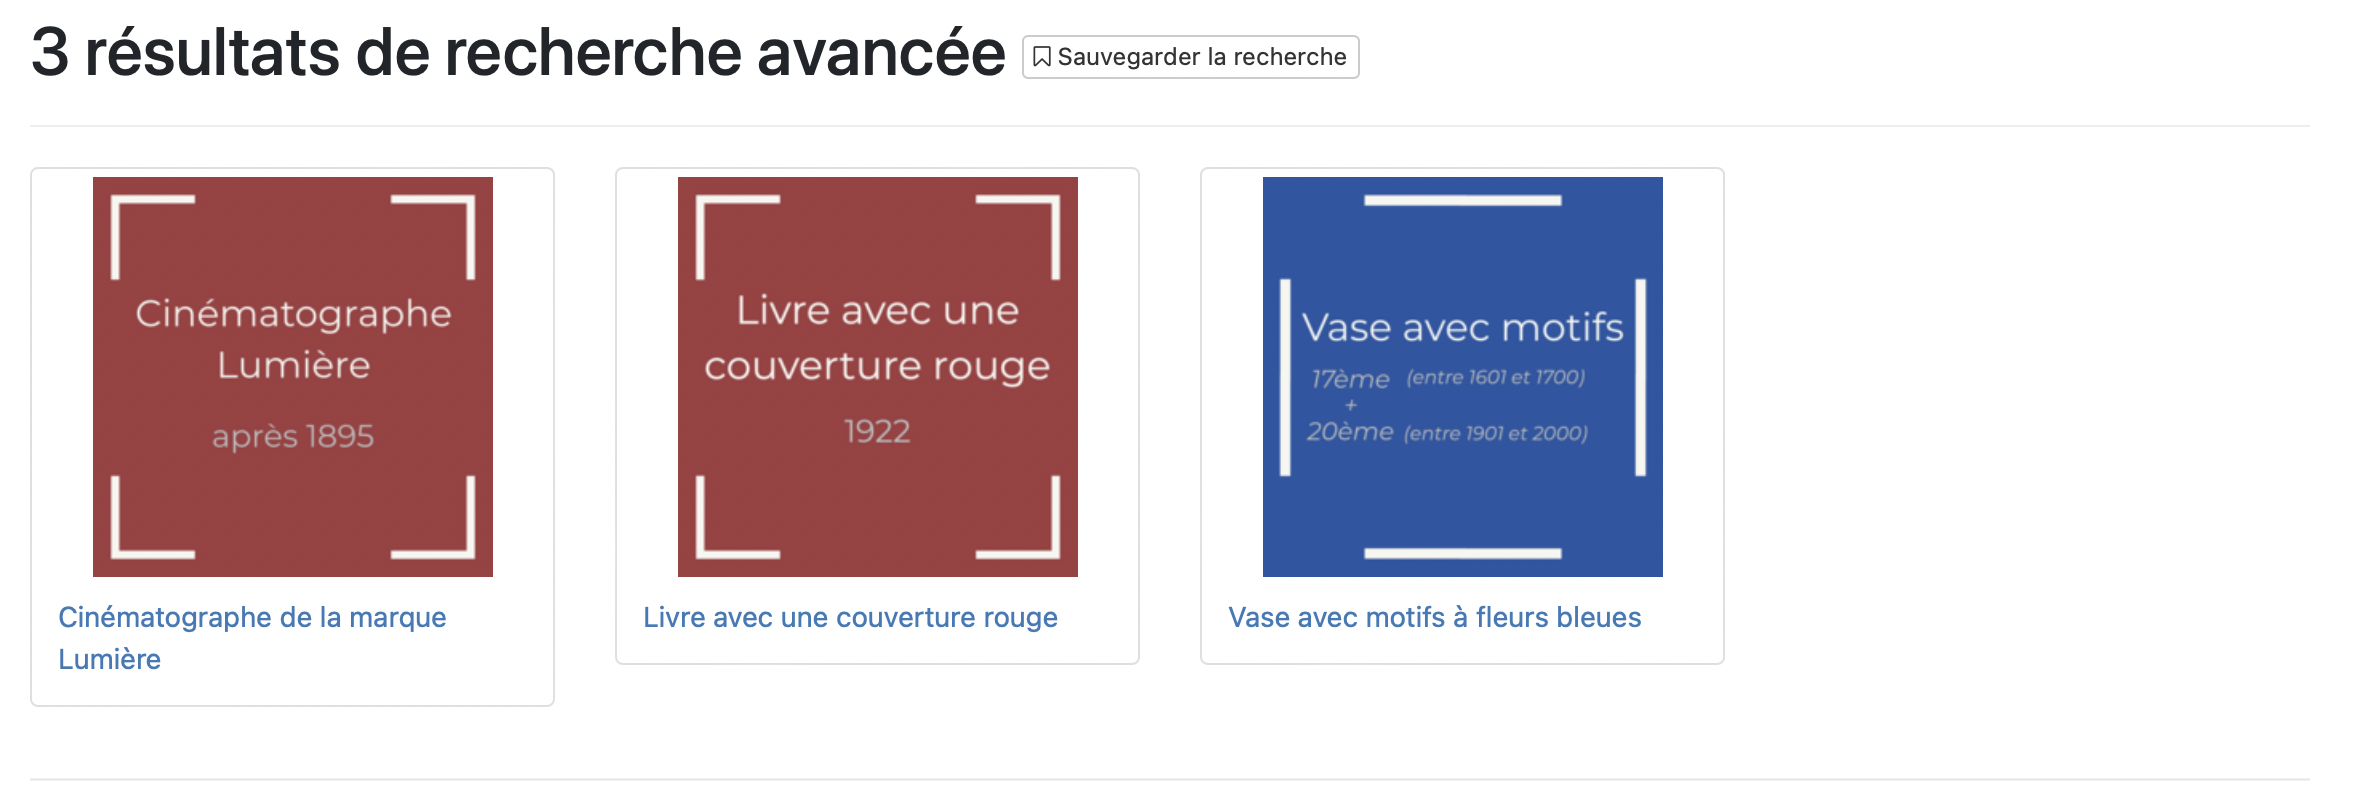 3 résultats de recherche avancée
Sauvegarder la recherche
Cinématographe
Lumière
après 1895
Cinématographe de la marque
Lumière
Livre avec une
couverture rouge
1922
Livre avec une couverture rouge
Vase avec motifs
17ème (entre 1601 et 1700)
+
20ème (entre 1901 et 2000)
Vase avec motifs à fleurs bleues